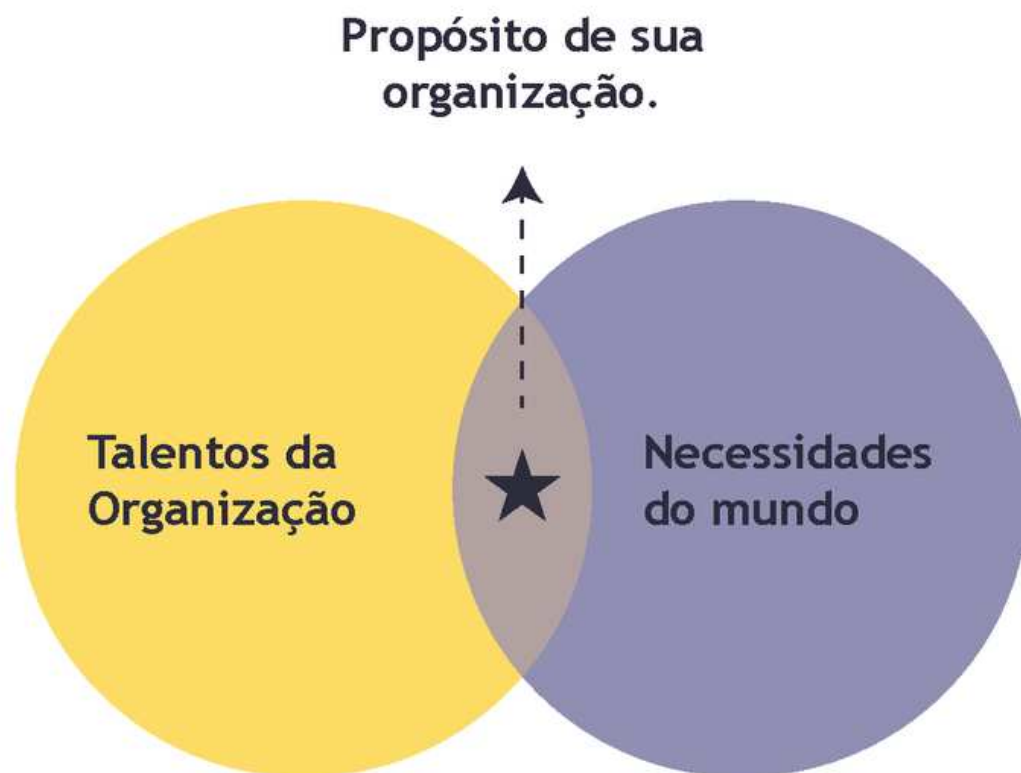 Propósito de sua
organização.
Talentos da
Organização
Necessidades
do mundo